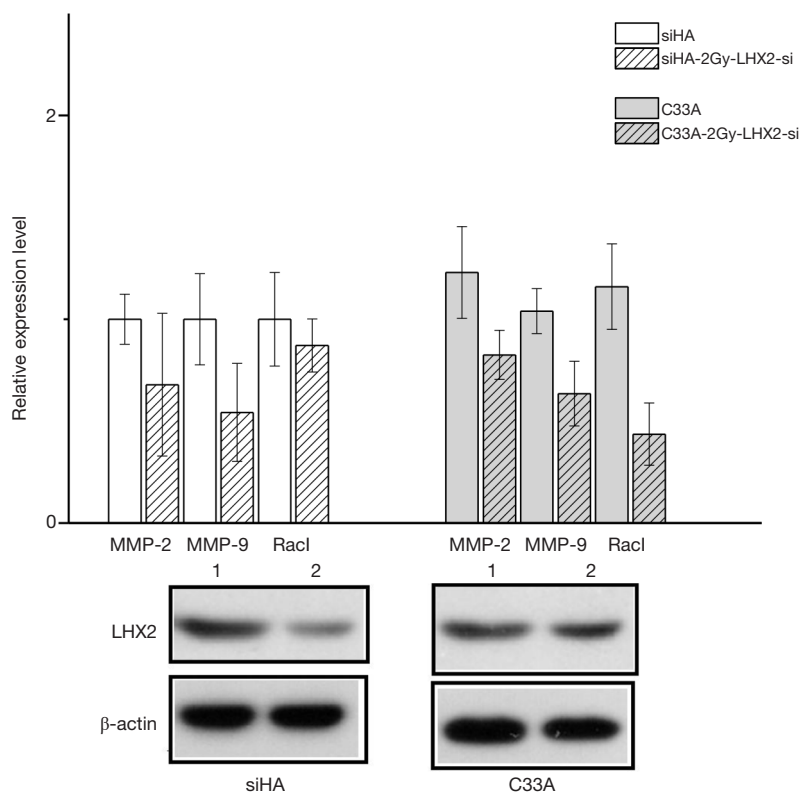 siHA
siHA-2Gy-LHX2-si
C33A
C33A-2Gy-LHX2-si
2
Relative expression level
0
MMP-2 MMP-9 RacI MMP-2 MMP-9 RacI
1 2 1 2
LHX2
β-actin
siHA C33A